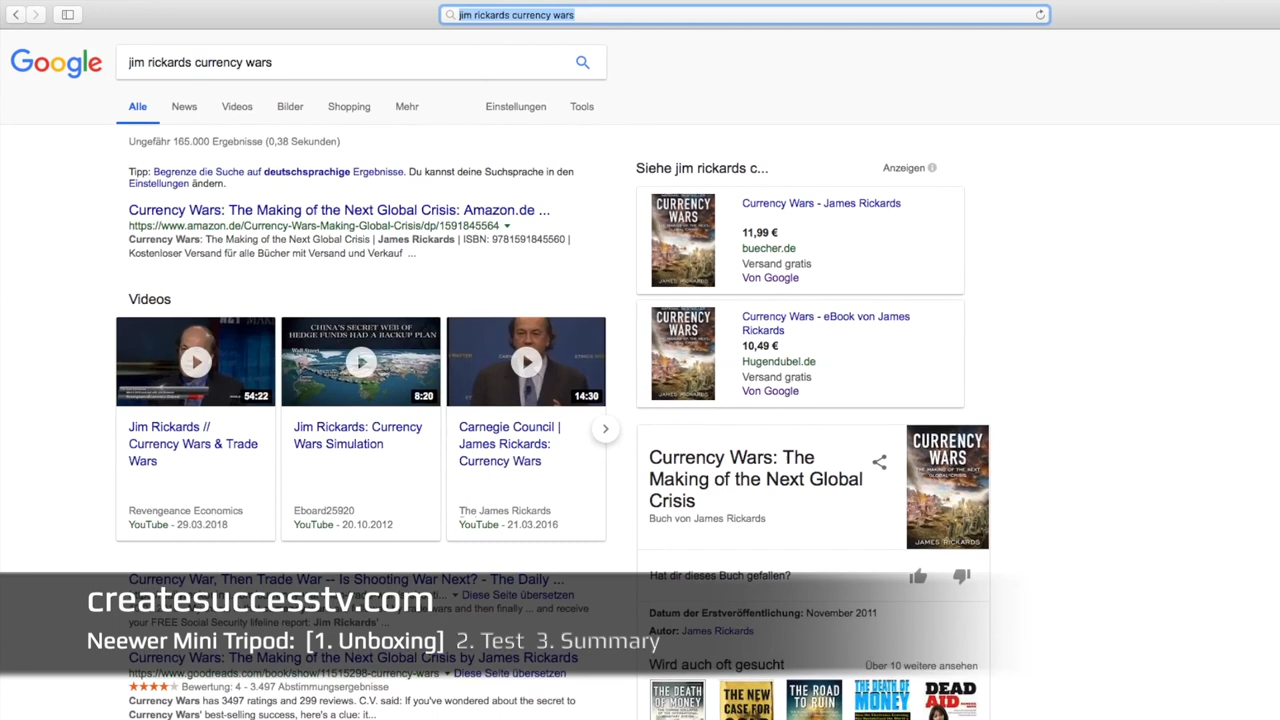 jim rickards currency wars
Google
jim rickards currency wars
Alle News Videos Bilder Shopping Mehr Einstellungen Tools
Ungefähr 165.000 Ergebnisse (0,38 Sekunden)
Tipp: Begrenze die Suche auf deutschsprachige Ergebnisse. Du kannst deine Suchsprache in den
Einstellungen ändern.
Currency Wars: The Making of the Next Global Crisis: Amazon.de ...
https://www.amazon.de/Currency-Wars-Making-Global-Crisis/dp/1591845564
Currency Wars: The Making of the Next Global Crisis | James Rickards | ISBN: 9781591845560 |
Kostenloser Versand für alle Bücher mit Versand und Verkauf ...
Videos
54:22
Jim Rickards //
Currency Wars & Trade
Wars
Revengeance Economics
YouTube - 29.03.2018
CHINA'S SECRET WEB OF
HEDGE FUNDS HAD A BACKUP PLAN
Wall Street
8:20
Jim Rickards: Currency
Wars Simulation
Eboard25920
YouTube - 20.10.2012
14:30
Carnegie Council |
James Rickards:
Currency Wars
The James Rickards
YouTube - 21.03.2016
Currency War, Then Trade War -- Is Shooting War Next? - The Daily ...
Diese Seite übersetzen
wars and then finally ... and receive
your FREE Social Security lifeline report: Jim Rickards' ...
Currency Wars: The Making of the Next Global Crisis by James Rickards
https://www.goodreads.com/book/show/11515298-currency-wars Diese Seite übersetzen
Bewertung: 4 - 3.497 Abstimmungsergebnisse
Currency Wars has 3497 ratings and 299 reviews. C.V. said: If you've wondered about the secret to
Currency Wars' best-selling success, here's a clue: it...
Siehe jim rickards c... Anzeigen
CURRENCY
WARS
JAMES RICKARDS
Currency Wars - James Rickards
11,99 €
buecher.de
Versand gratis
Von Google
CURRENCY
WARS
JAMES RICKARDS
Currency Wars - eBook von James
Rickards
10,49 €
Hugendubel.de
Versand gratis
Von Google
Currency Wars: The
Making of the Next Global
Crisis
Buch von James Rickards
CURRENCY
WARS
THE MAKING OF THE NEXT
GLOBAL CRISIS
JAMES RICKARDS
Hat dir dieses Buch gefallen?
Datum der Erstveröffentlichung: November 2011
Autor: James Rickards
Wird auch oft gesucht Über 10 weitere ansehen
THE DEATH
OF MONEY
THE NEW
CASE FOR
THE ROAD
TO RUIN
THE DEATH OF
MONEY
DEAD
AID
createsuccesstv.com
Neewer Mini Tripod: [1. Unboxing] 2. Test 3. Summary